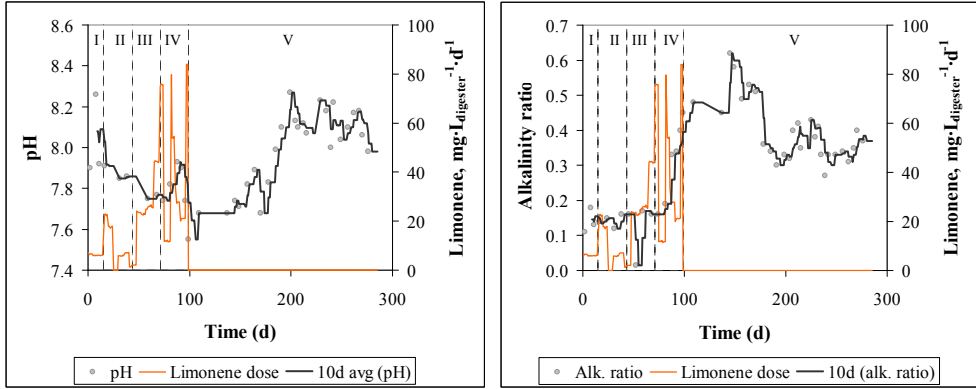 8.6
8.4
8.2
8.0
7.8
7.6
7.4
pH
I II III IV V
100
80
60
40
20
0
Limonene, mg·L_digester^-1·d^-1
0 100 200 300
Time (d)
pH Limonene dose 10d avg (pH)
0.7
0.6
0.5
0.4
0.3
0.2
0.1
0.0
Alkalinity ratio
I II III IV V
100
80
60
40
20
0
Limonene, mg·L_digester^-1·d^-1
0 100 200 300
Time (d)
Alk. ratio Limonene dose 10d (alk. ratio)